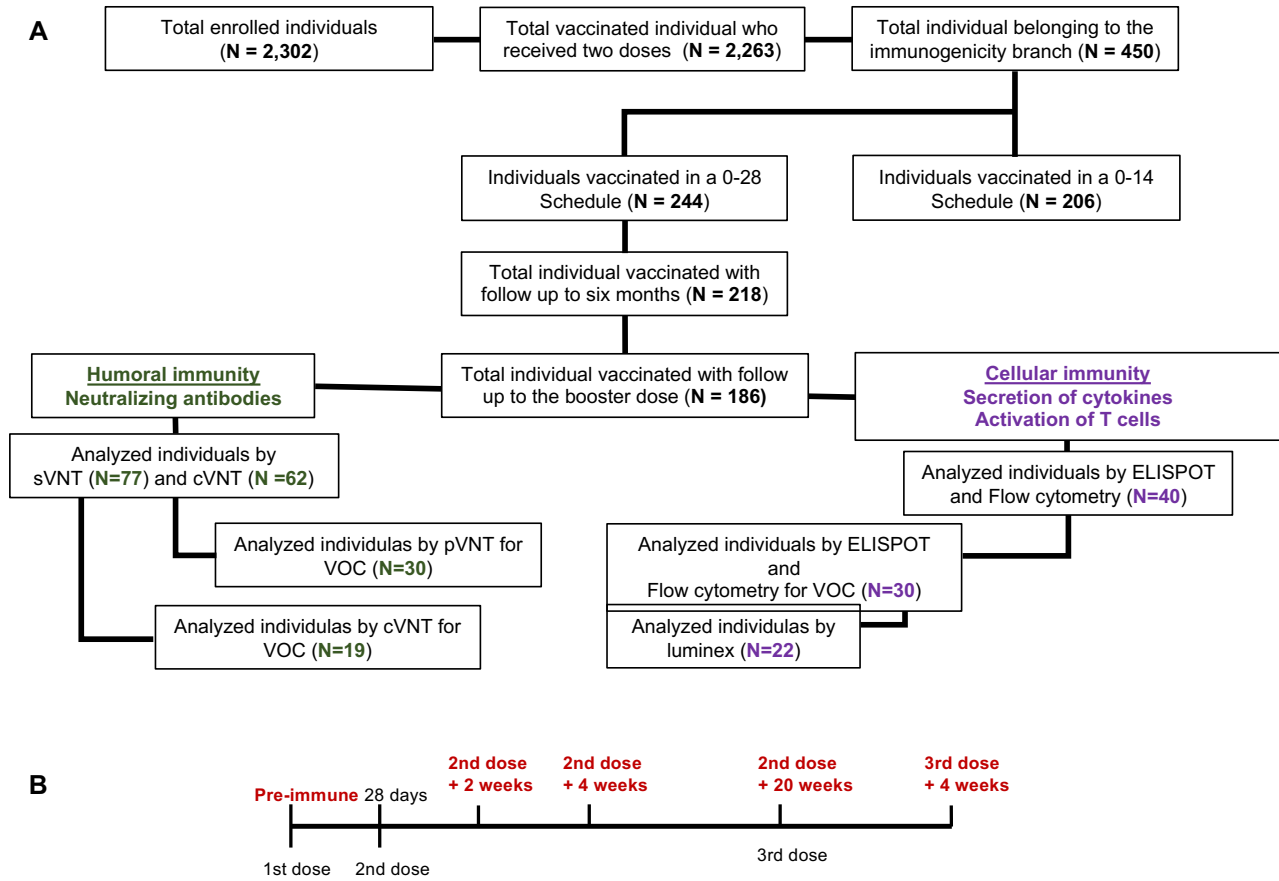 A
Total enrolled individuals
(N = 2,302)
Total vaccinated individual who
received two doses (N = 2,263)
Total individual belonging to the
immunogenicity branch (N = 450)
Individuals vaccinated in a 0-28
Schedule (N = 244)
Individuals vaccinated in a 0-14
Schedule (N = 206)
Total individual vaccinated with
follow up to six months (N = 218)
Total individual vaccinated with follow
up to the booster dose (N = 186)
Humoral immunity
Neutralizing antibodies
Cellular immunity
Secretion of cytokines
Activation of T cells
Analyzed individuals by
sVNT (N=77) and cVNT (N =62)
Analyzed individuals by ELISPOT
and Flow cytometry (N=40)
Analyzed individulas by pVNT for
VOC (N=30)
Analyzed individuals by ELISPOT
and
Flow cytometry for VOC (N=30)
Analyzed individulas by cVNT for
VOC (N=19)
Analyzed individulas by
luminex (N=22)
B
Pre-immune 28 days
2nd dose
+ 2 weeks
2nd dose
+ 4 weeks
2nd dose
+ 20 weeks
3rd dose
+ 4 weeks
1st dose
2nd dose
3rd dose